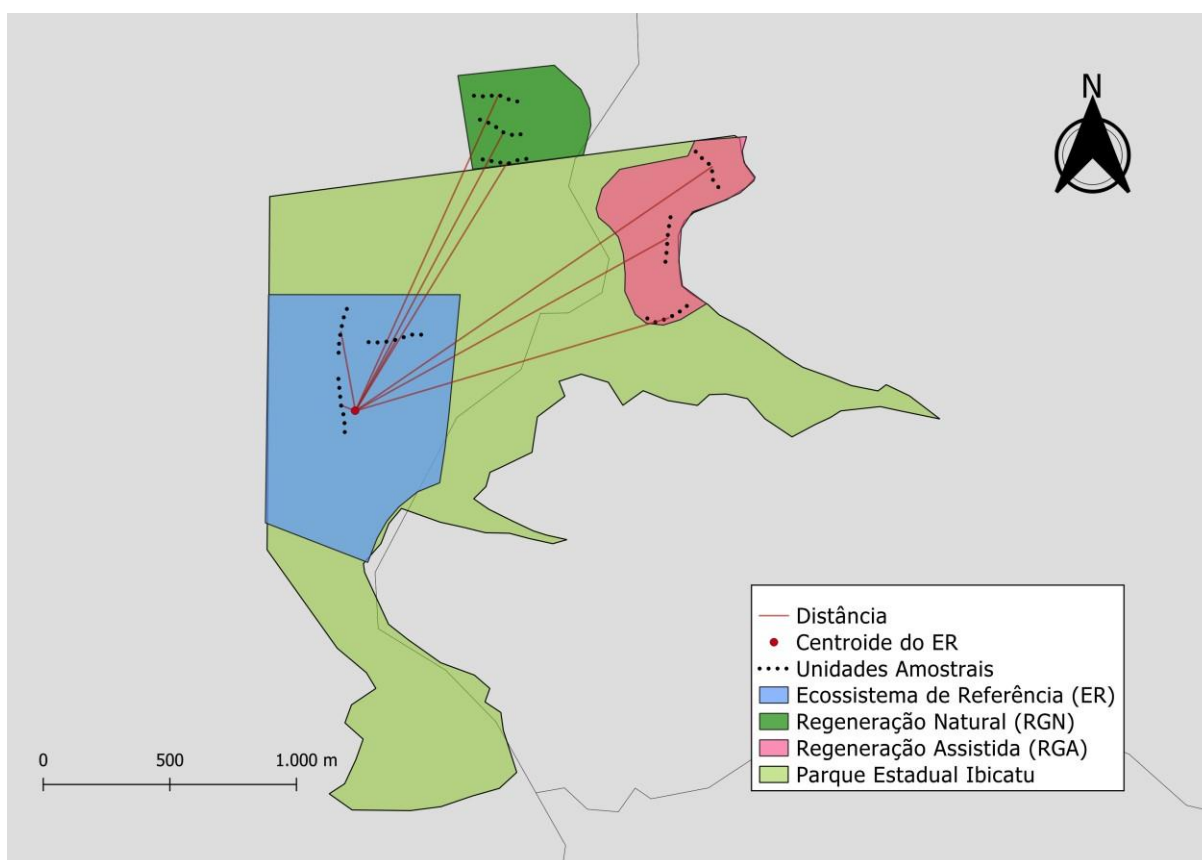 N
Distância
Centroide do ER
Unidades Amostrais
Ecossistema de Referência (ER)
Regeneração Natural (RGN)
Regeneração Assistida (RGA)
Parque Estadual Ibicatu
0 500 1.000 m